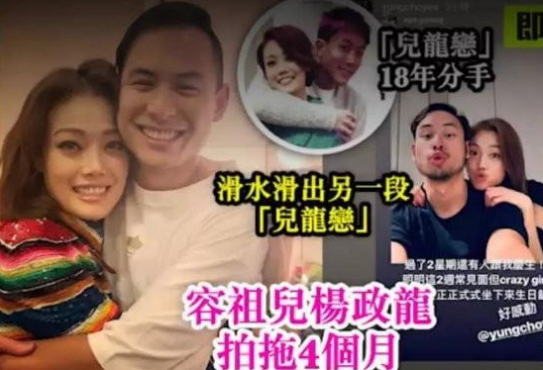 yungchoyee
「兒龍戀」
18年分手
滑水滑出另一段
「兒龍戀」
過了2星期還有人跟我慶生！
明明這2週常見面但crazy gi
正正式式坐下來生日
好感動
@yungchoyee
容祖兒楊政龍
拍拖4個月